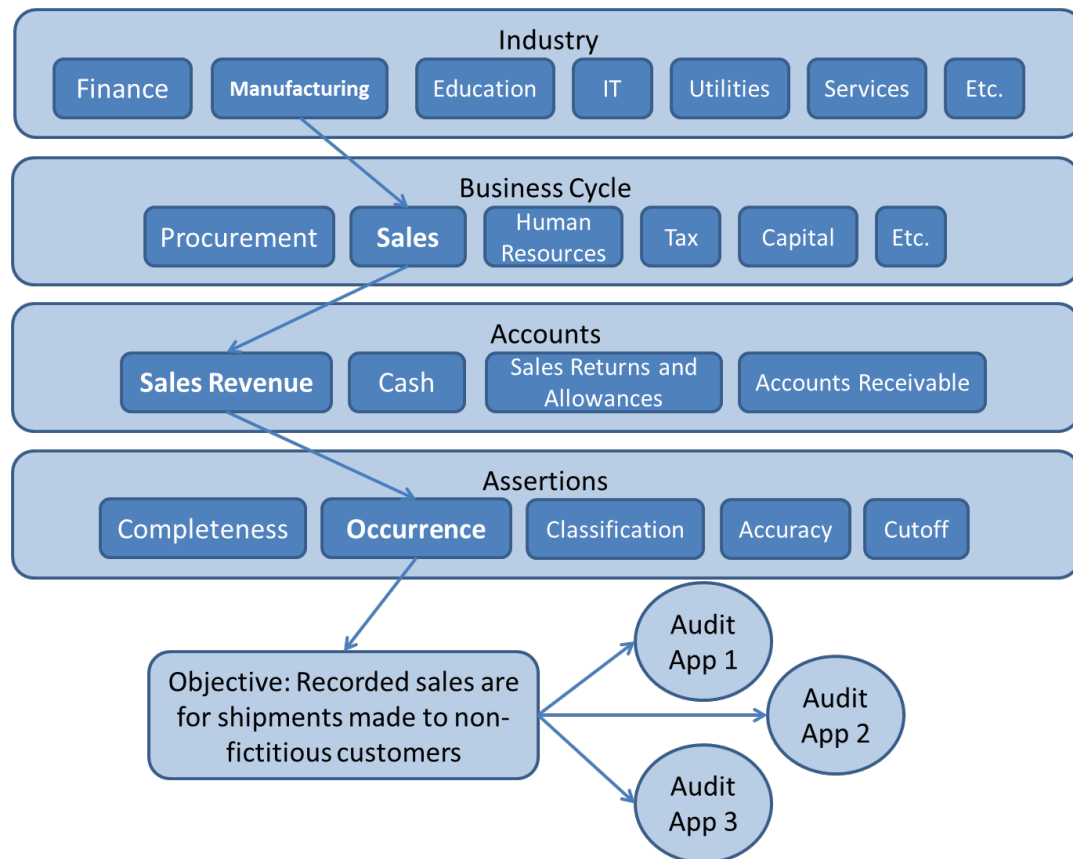 Industry
Finance
Manufacturing
Education
IT
Utilities
Services
Etc.
Business Cycle
Procurement
Sales
Human
Resources
Tax
Capital
Etc.
Accounts
Sales Revenue
Cash
Sales Returns and
Allowances
Accounts Receivable
Assertions
Completeness
Occurrence
Classification
Accuracy
Cutoff
Objective: Recorded sales are
for shipments made to non-
fictitious customers
Audit
App 1
Audit
App 2
Audit
App 3